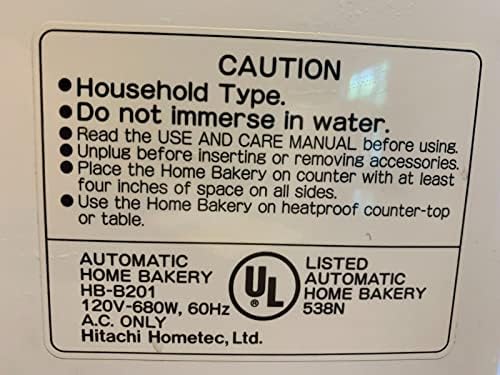 CAUTION
●Household Type.
●Do not immerse in water.
●Read the USE AND CARE MANUAL before using.
●Unplug before inserting or removing accessories.
●Place the Home Bakery on counter with at least
four inches of space on all sides.
●Use the Home Bakery on heatproof counter-top
or table.
AUTOMATIC
HOME BAKERY
HB-B201
120V-680W, 60Hz
A.C. ONLY
Hitachi Hometec, Ltd.
UL
®
LISTED
AUTOMATIC
HOME BAKERY
538N